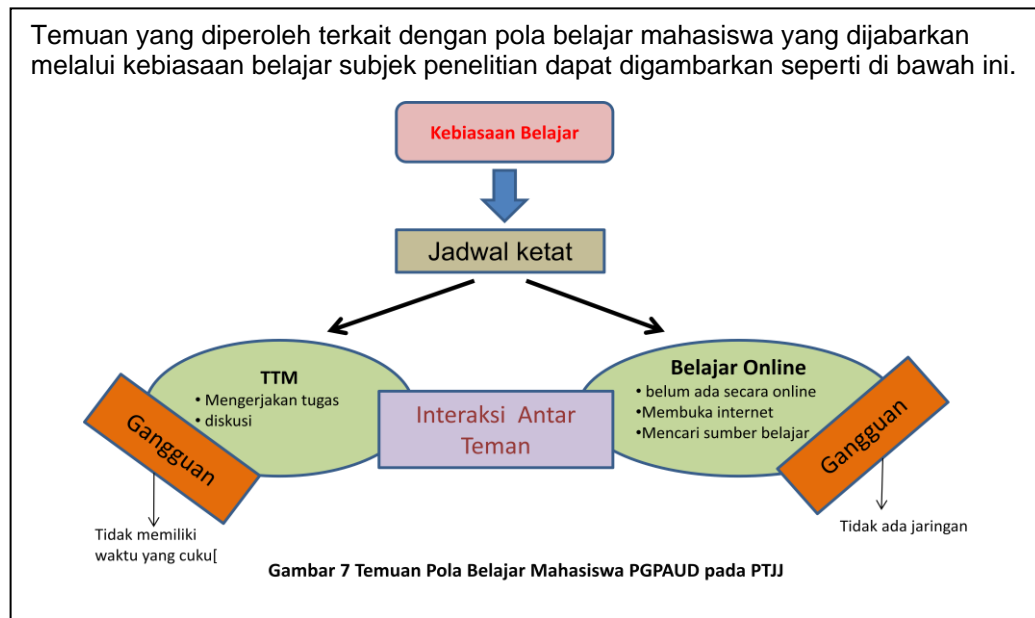 Temuan yang diperoleh terkait dengan pola belajar mahasiswa yang dijabarkan
melalui kebiasaan belajar subjek penelitian dapat digambarkan seperti di bawah ini.
Kebiasaan Belajar
Jadwal ketat
TTM
• Mengerjakan tugas
• diskusi
Gangguan
Tidak memiliki
waktu yang cuku[
Interaksi Antar
Teman
Belajar Online
• belum ada secara online
•Membuka internet
•Mencari sumber belajar
Gangguan
Tidak ada jaringan
Gambar 7 Temuan Pola Belajar Mahasiswa PGPAUD pada PTJJ